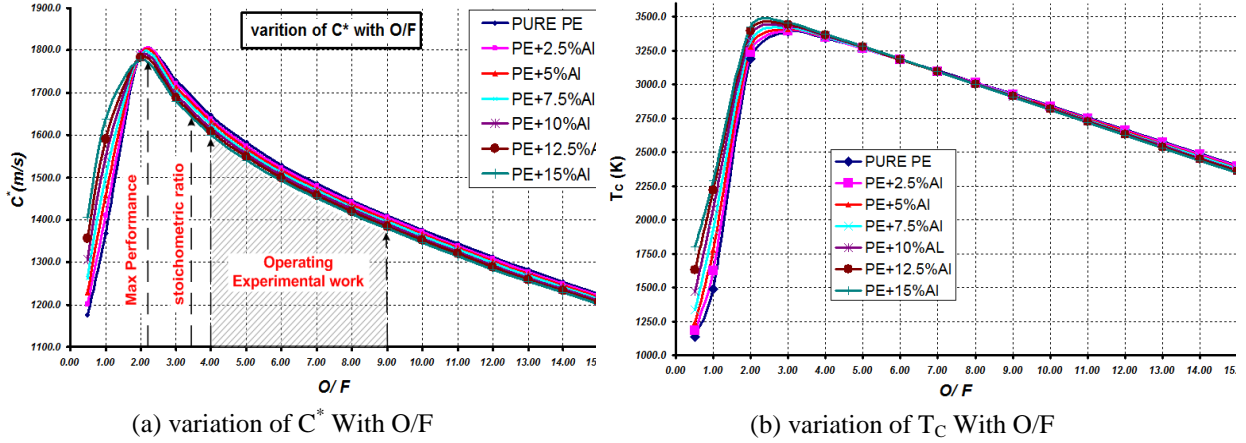 varition of C* With O/F
PURE PE
PE+2.5%Al
PE+5%Al
PE+7.5%Al
PE+10%Al
PE+12.5%A
PE+15%Al
1900.0
1800.0
1700.0
1600.0
1500.0
1400.0
1300.0
1200.0
1100.0
C*(m/s)
Max Performance
stoichometric ratio
Operating
Experimental work
0.00 1.00 2.00 3.00 4.00 5.00 6.00 7.00 8.00 9.00 10.00 11.00 12.00 13.00 14.00 15.0
O/ F
(a) variation of C* With O/F
3500.0
3250.0
3000.0
2750.0
2500.0
2250.0
2000.0
1750.0
1500.0
1250.0
1000.0
Tc (K)
PURE PE
PE+2.5%Al
PE+5%Al
PE+7.5%Al
PE+10%AL
PE+12.5%Al
PE+15%Al
0.00 1.00 2.00 3.00 4.00 5.00 6.00 7.00 8.00 9.00 10.00 11.00 12.00 13.00 14.00 15.
O/ F
(b) variation of TC With O/F